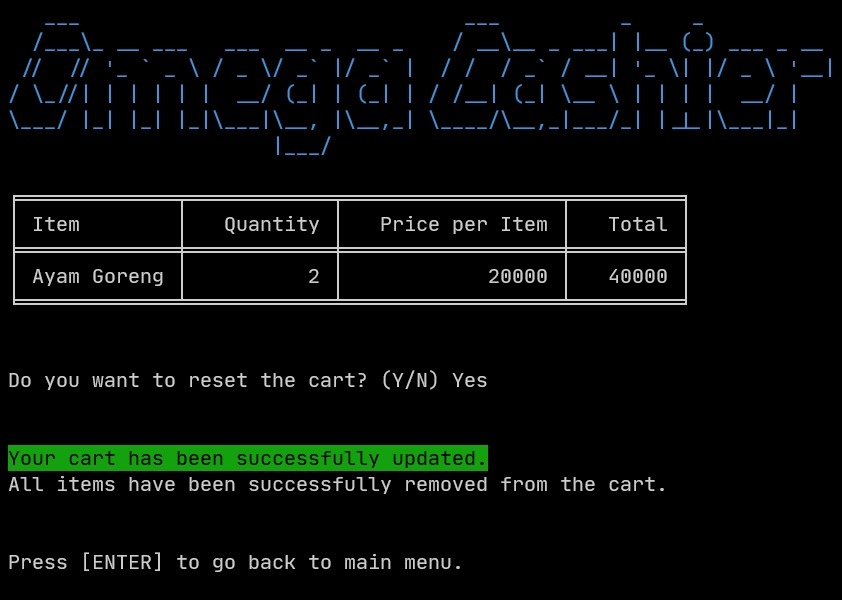 Omega Cashier
Item Quantity Price per Item Total
Ayam Goreng 2 20000 40000
Do you want to reset the cart? (Y/N) Yes
Your cart has been successfully updated.
All items have been successfully removed from the cart.
Press [ENTER] to go back to main menu.